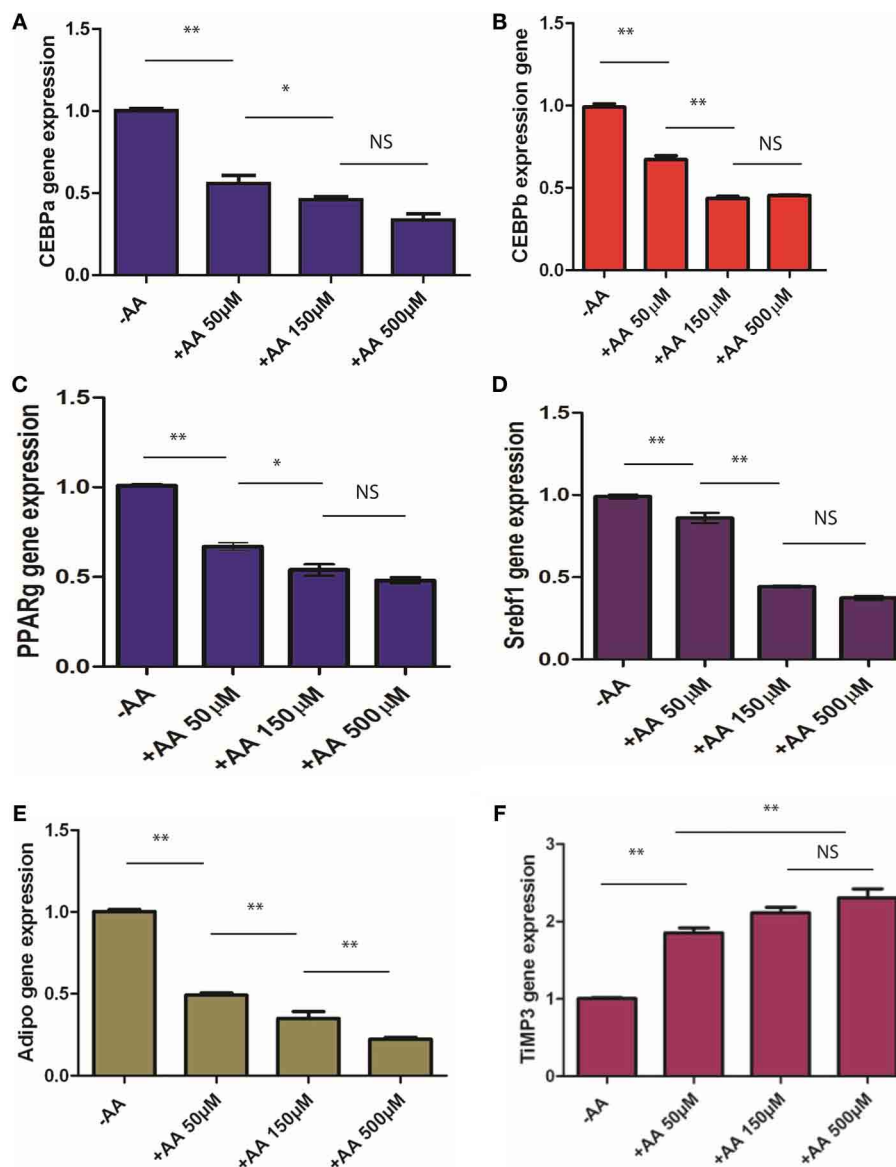 A
CEBPa gene expression
1.5
1.0
0.5
0.0
**
*
NS
-AA
+AA 50µM
+AA 150µM
+AA 500µM
B
CEBPb expression gene
1.5
1.0
0.5
0.0
**
**
NS
-AA
+AA 50µM
+AA 150µM
+AA 500µM
C
PPARg gene expression
1.5
1.0
0.5
0.0
**
*
NS
-AA
+AA 50µM
+AA 150µM
+AA 500µM
D
Srebf1 gene expression
1.5
1.0
0.5
0.0
**
**
NS
-AA
+AA 50µM
+AA 150µM
+AA 500µM
E
Adipo gene expression
1.5
1.0
0.5
0.0
**
**
**
-AA
+AA 50µM
+AA 150µM
+AA 500µM
F
TiMP3 gene expression
3
2
1
0
**
**
NS
-AA
+AA 50µM
+AA 150µM
+AA 500µM